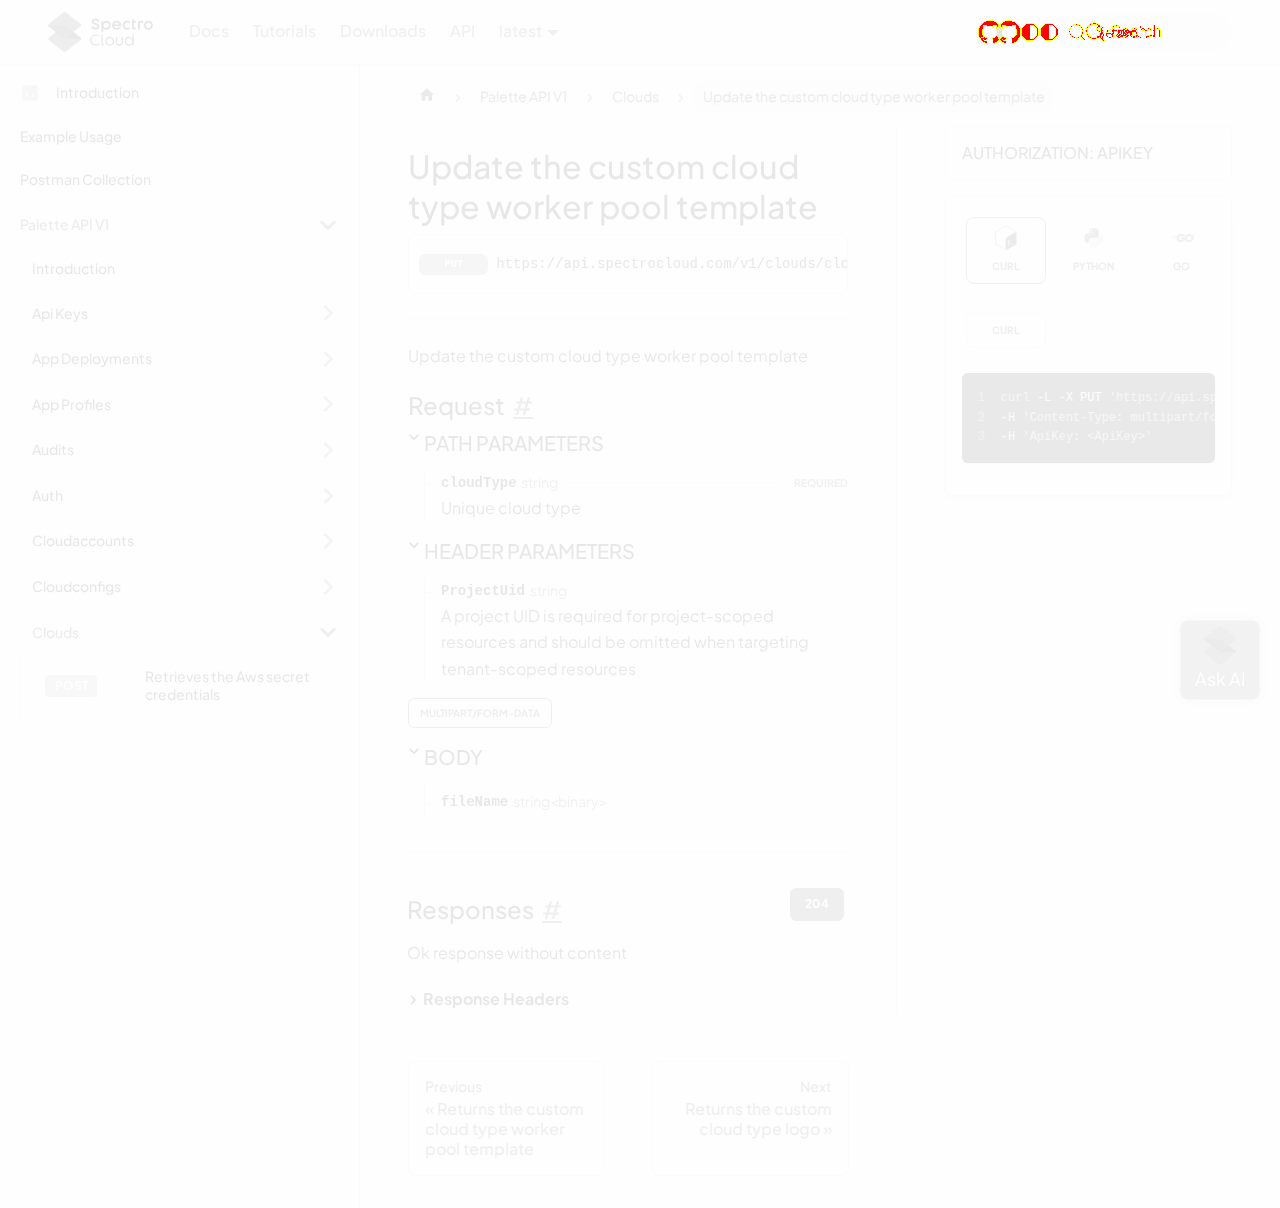 Spectro
Cloud
Docs
Tutorials
Downloads
API
latest
Introduction
Example Usage
Postman Collection
Palette API V1
Introduction
Api Keys
App Deployments
App Profiles
Audits
Auth
Cloudaccounts
Cloudconfigs
Clouds
POST
Retrieves the Aws secret
credentials
Palette API V1
Clouds
Update the custom cloud type worker pool template
Update the custom cloud
type worker pool template
PUT
https://api.spectrocloud.com/v1/clouds/clo
Update the custom cloud type worker pool template
Request #
PATH PARAMETERS
cloudType string
REQUIRED
Unique cloud type
HEADER PARAMETERS
ProjectUid string
A project UID is required for project-scoped
resources and should be omitted when targeting
tenant-scoped resources
MULTIPART/FORM-DATA
BODY
fileName string<binary>
Responses #
204
Ok response without content
Response Headers
Previous
« Returns the custom
cloud type worker
pool template
Next
Returns the custom
cloud type logo »
AUTHORIZATION: APIKEY
CURL
PYTHON
GO
GO
CURL
1 curl -L -X PUT 'https://api.sp
2 -H 'Content-Type: multipart/fo
3 -H 'ApiKey: <ApiKey>'
Ask AI